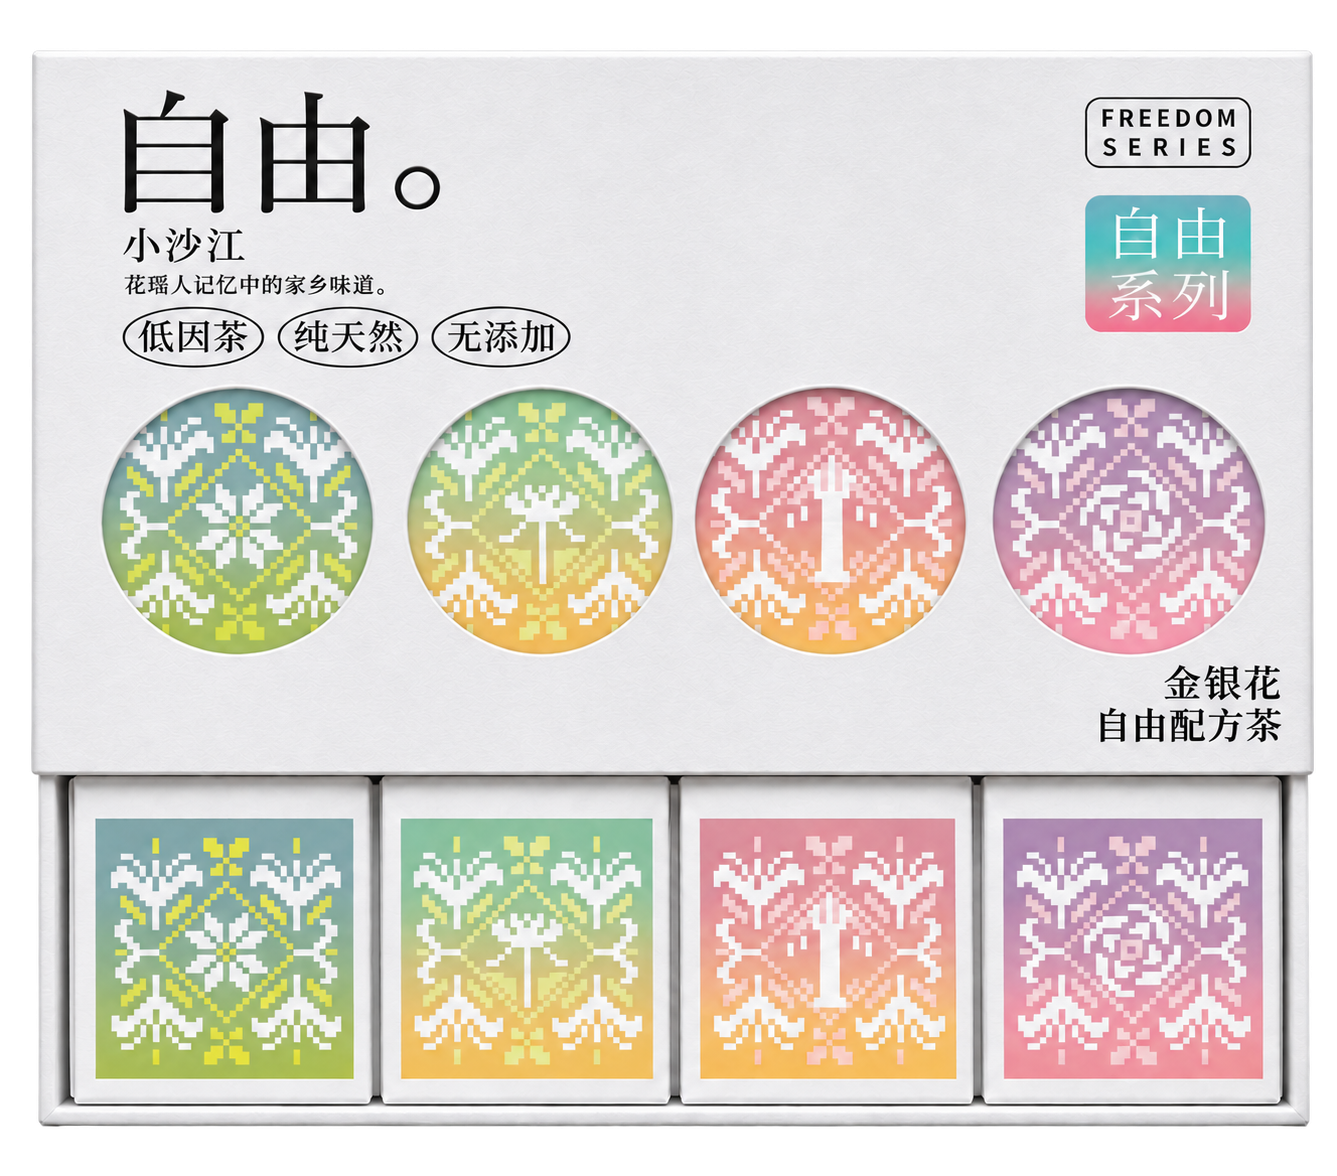 自由。
小沙江
花瑶人记忆中的家乡味道。
低因茶 纯天然 无添加
FREEDOM
SERIES
自由
系列
金银花
自由配方茶